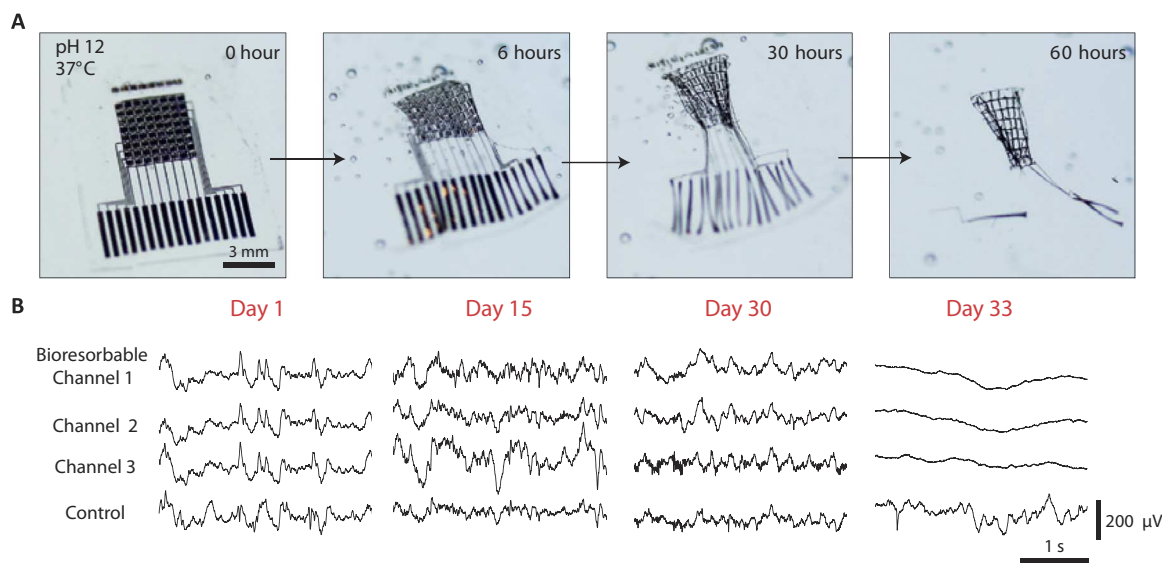 A
pH 12
37°C
0 hour
6 hours
30 hours
60 hours
3 mm
B
Day 1
Day 15
Day 30
Day 33
Bioresorbable
Channel 1
Channel 2
Channel 3
Control
200 µV
1 s